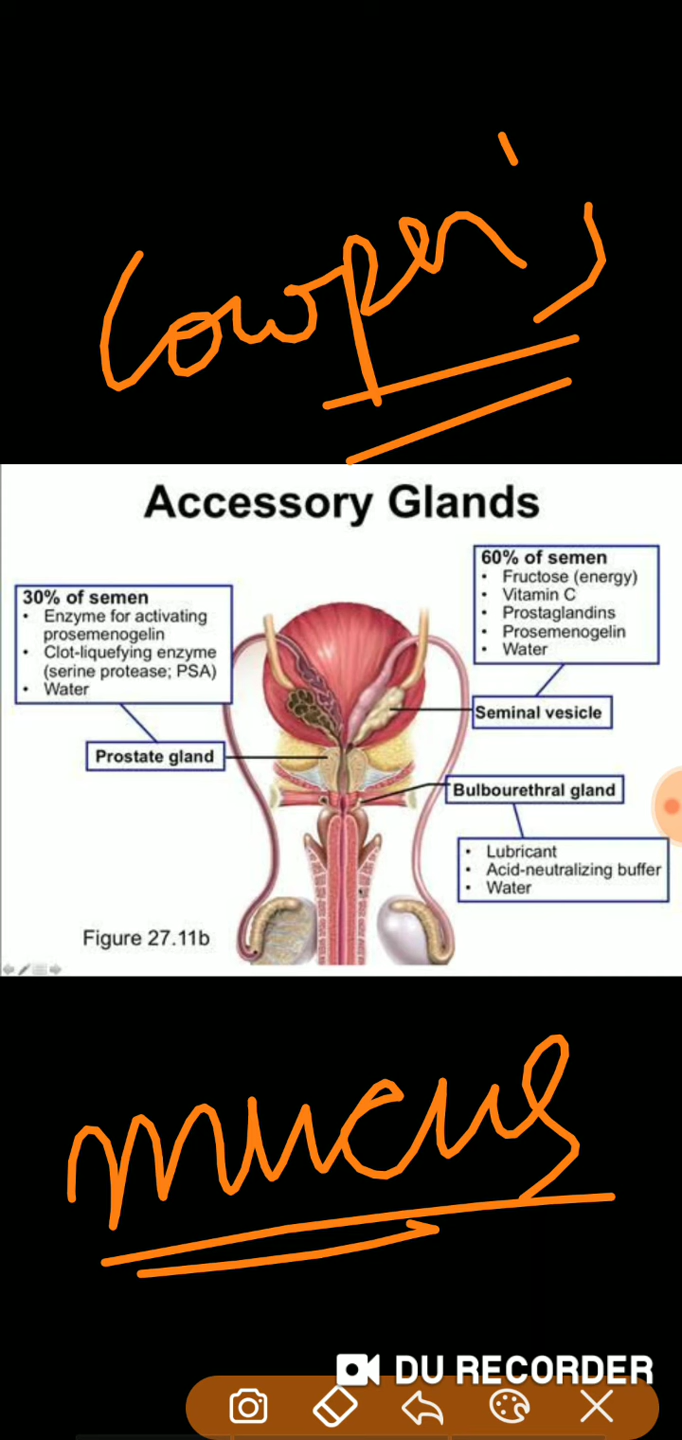 Cowper's
Accessory Glands
60% of semen
• Fructose (energy)
• Vitamin C
• Prostaglandins
• Prosemenogelin
• Water
30% of semen
• Enzyme for activating
prosemenogelin
• Clot-liquefying enzyme
(serine protease; PSA)
• Water
Seminal vesicle
Prostate gland
Bulbourethral gland
• Lubricant
• Acid-neutralizing buffer
• Water
Figure 27.11b
mucus
DU RECORDER